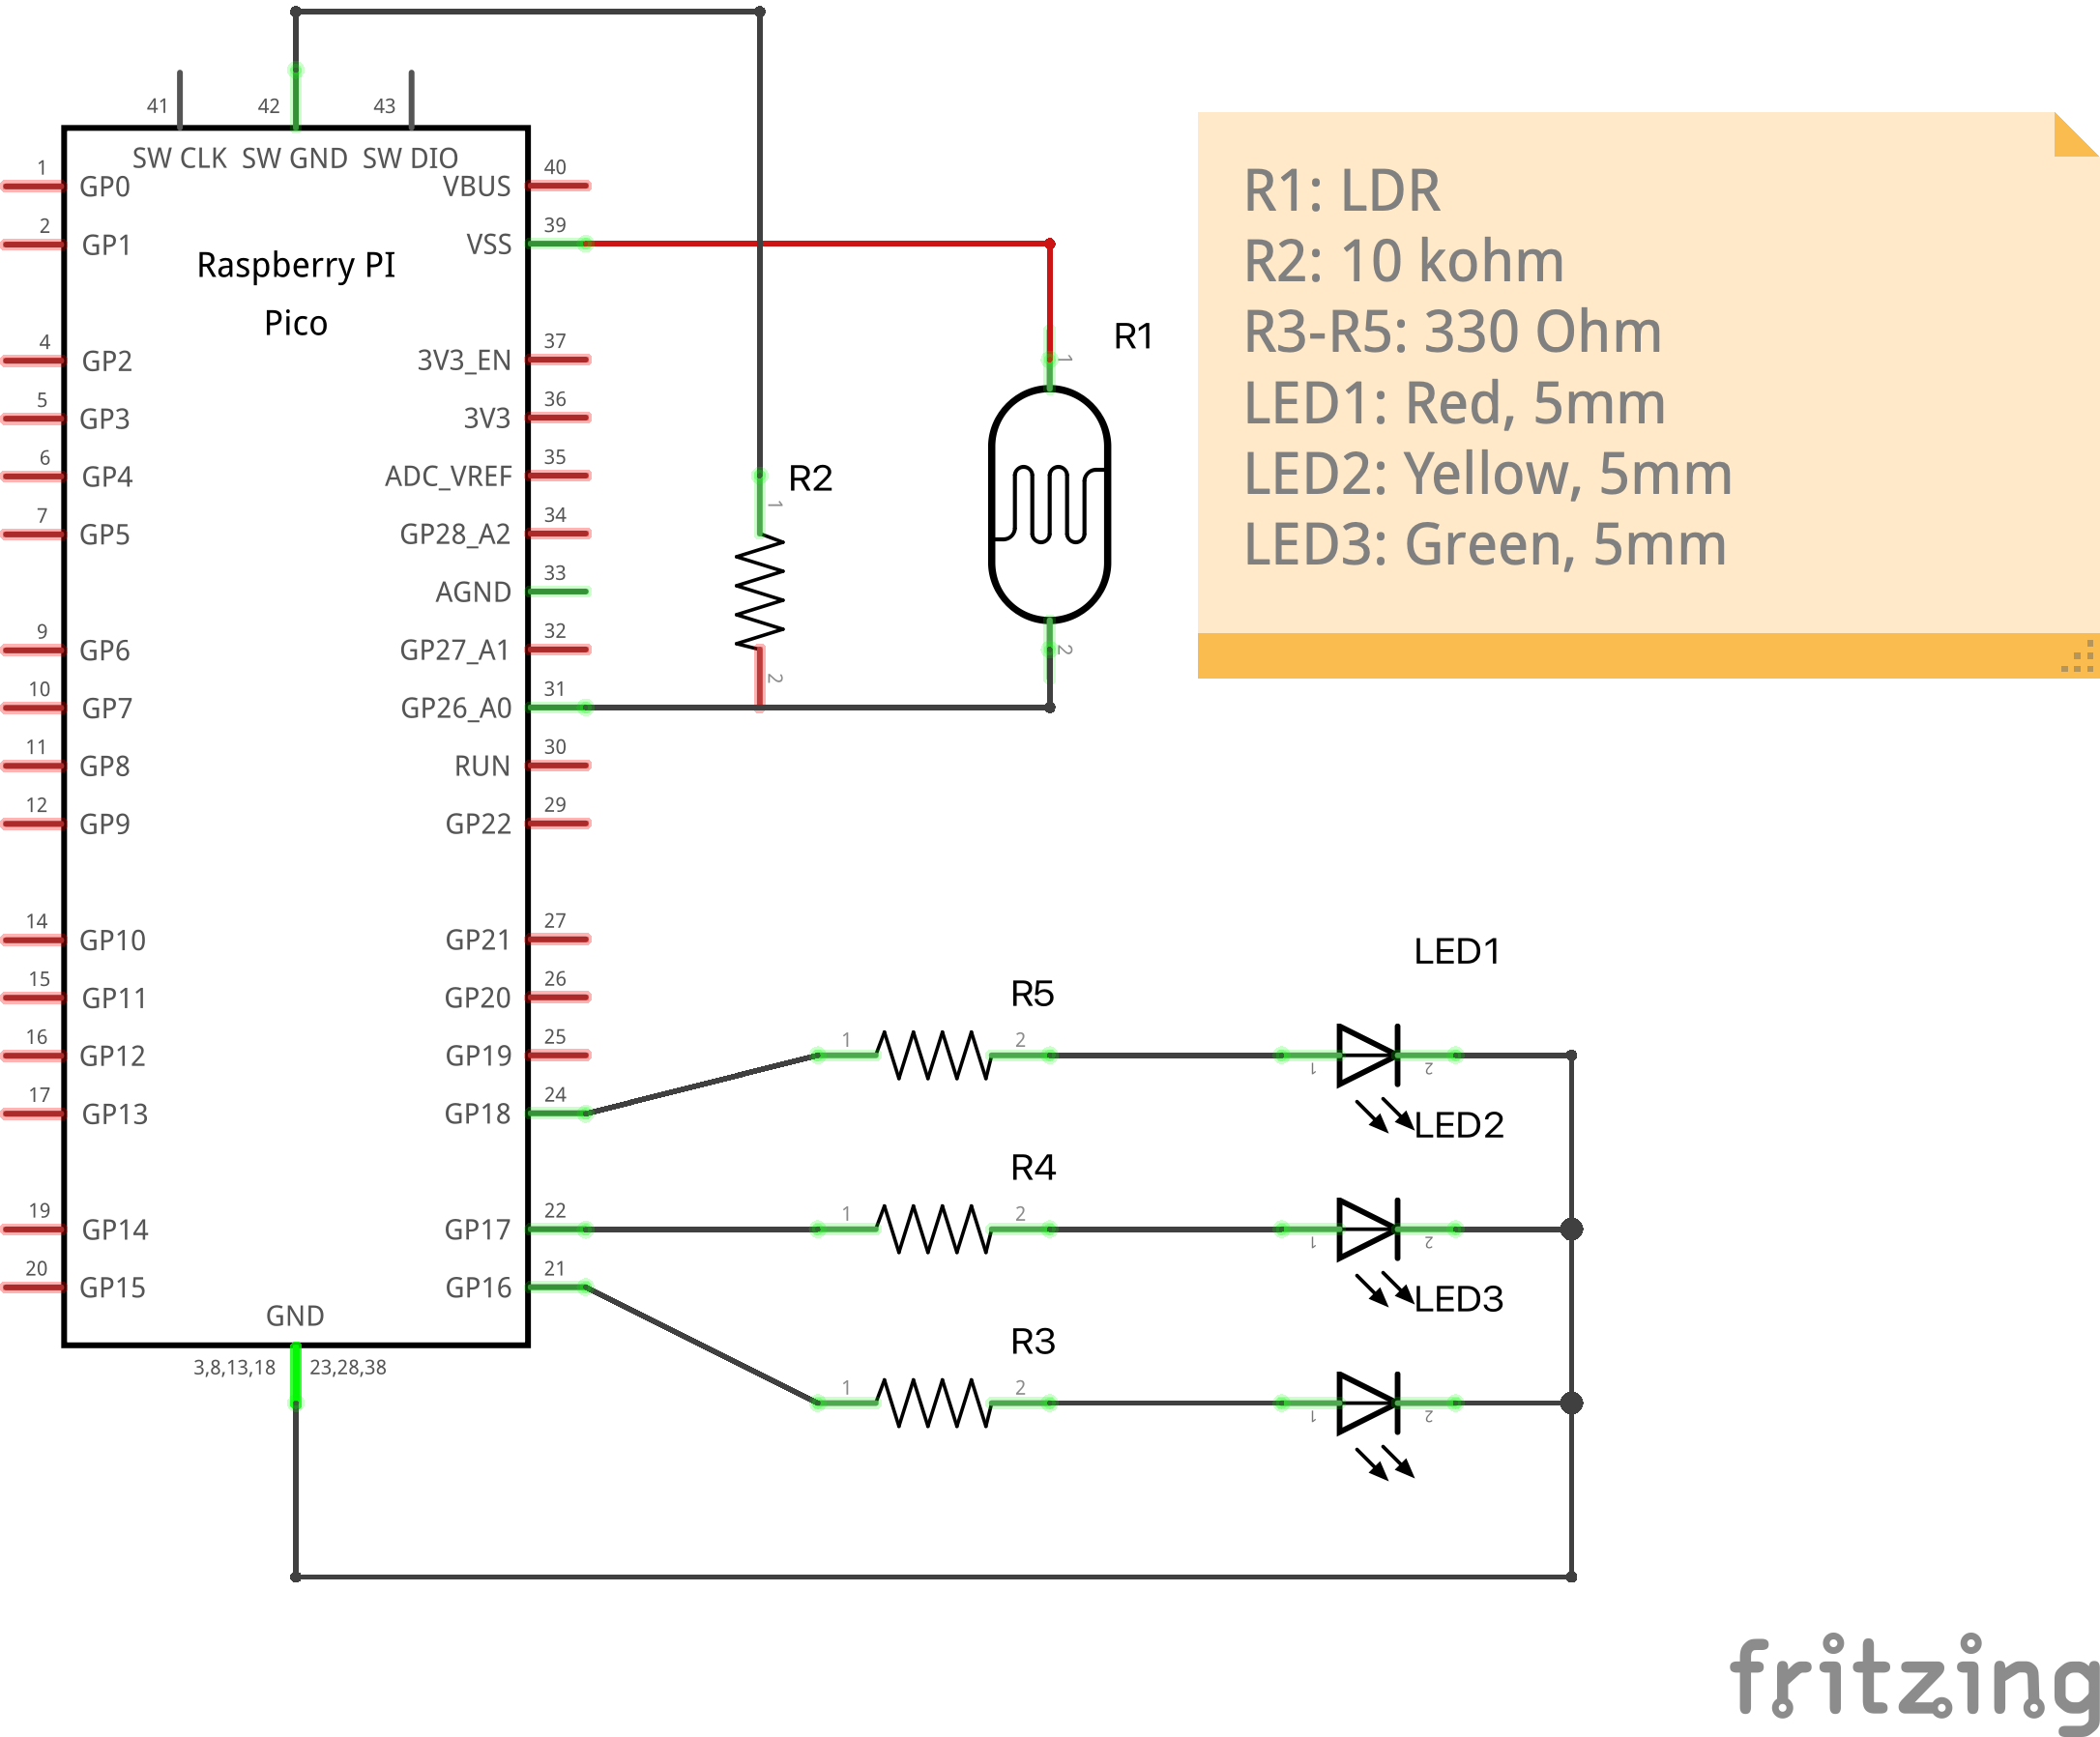 41 42 43
SW CLK SW GND SW DIO
1 GP0 VBUS 40
2 GP1 VSS 39
Raspberry PI
Pico
R1
1
4 GP2 3V3_EN 37
5 GP3 3V3 36
6 GP4 ADC_VREF 35
R2
1
7 GP5 GP28_A2 34
AGND 33
9 GP6 GP27_A1 32
2
2
10 GP7 GP26_A0 31
11 GP8 RUN 30
12 GP9 GP22 29
14 GP10 GP21 27
15 GP11 GP20 26
16 GP12 GP19 25
17 GP13 GP18 24
19 GP14 GP17 22
20 GP15 GP16 21
GND
3,8,13,18 23,28,38
R1: LDR
R2: 10 kohm
R3-R5: 330 Ohm
LED1: Red, 5mm
LED2: Yellow, 5mm
LED3: Green, 5mm
LED1
R5
1 2 1 2
LED2
R4
1 2 1 2
LED3
R3
1 2 1 2
fritzing